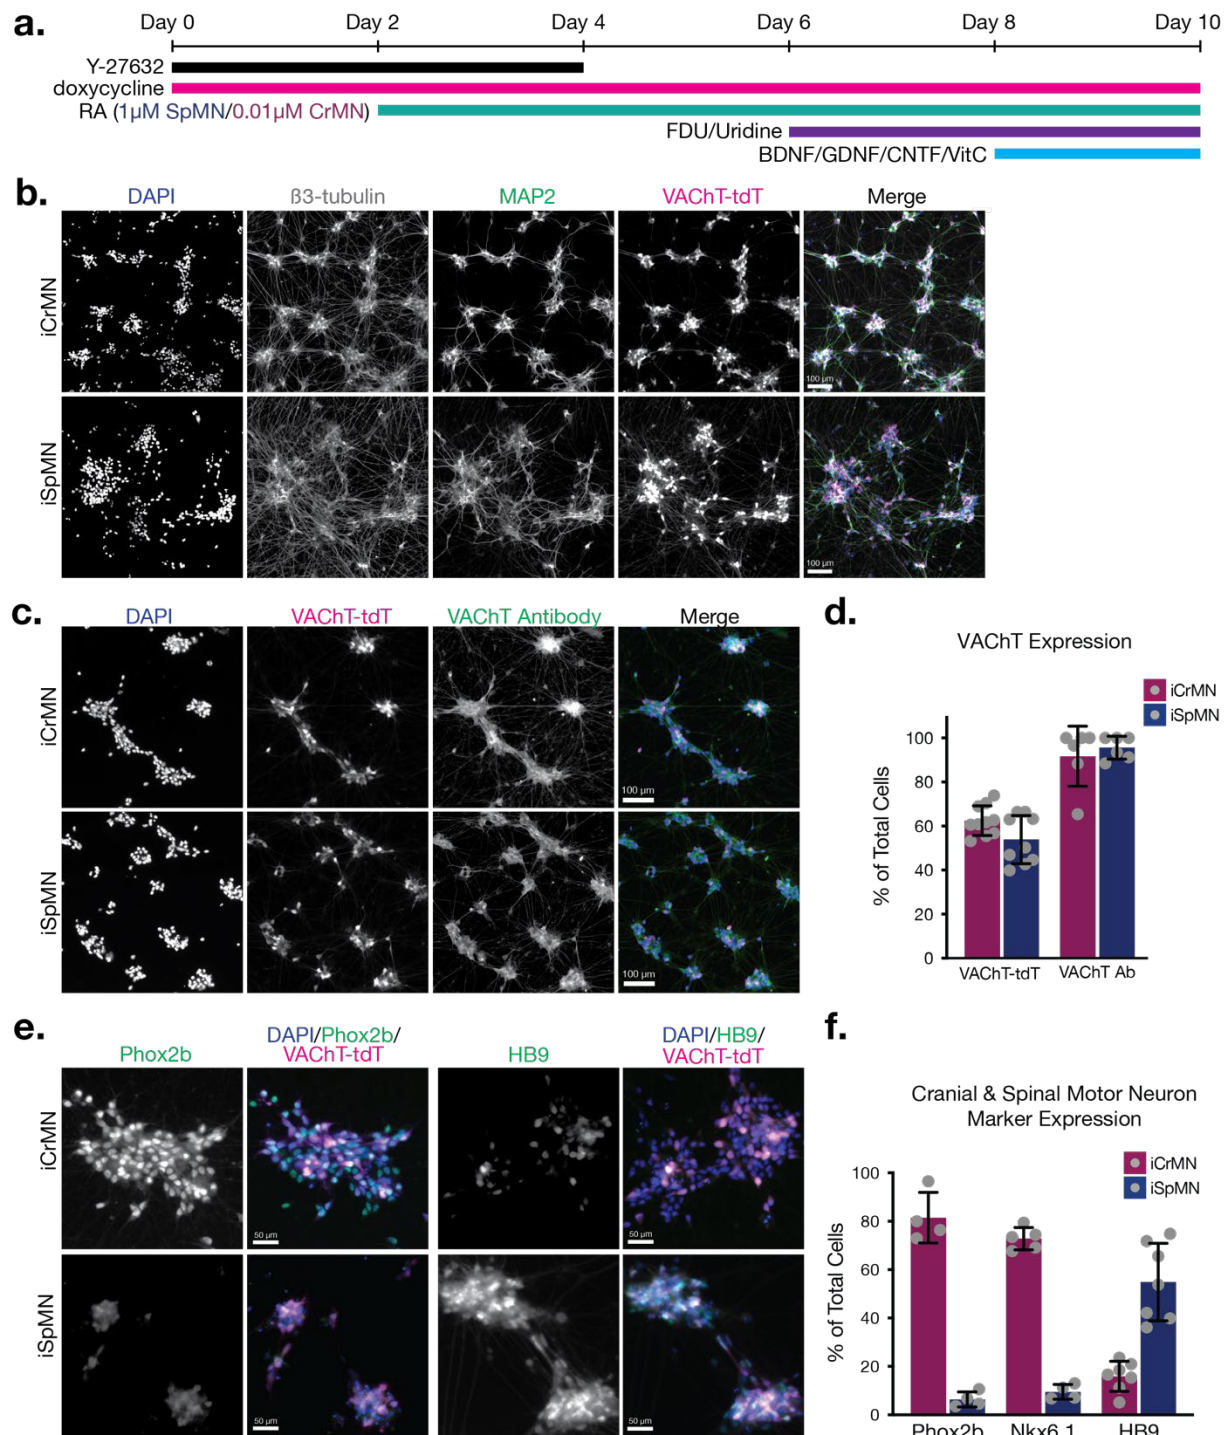 a.
Day 0 Day 2 Day 4 Day 6 Day 8 Day 10
Y-27632
doxycycline
RA (1µM SpMN/0.01µM CrMN)
FDU/Uridine
BDNF/GDNF/CNTF/VitC
b.
DAPI ß3-tubulin MAP2 VAChT-tdT Merge
iCrMN
100 µm
iSpMN
100 µm
c.
DAPI VAChT-tdT VAChT Antibody Merge
iCrMN
100 µm
iSpMN
100 µm
d.
VAChT Expression
iCrMN
iSpMN
% of Total Cells
100
80
60
40
20
0
VAChT-tdT VAChT Ab
e.
Phox2b DAPI/Phox2b/ HB9 DAPI/HB9/
VAChT-tdT VAChT-tdT
iCrMN
50 µm 50 µm
iSpMN
50 µm 50 µm
f.
Cranial & Spinal Motor Neuron
Marker Expression
iCrMN
iSpMN
% of Total Cells
100
80
60
40
20
0
Phox2b Nkx6.1 HB9